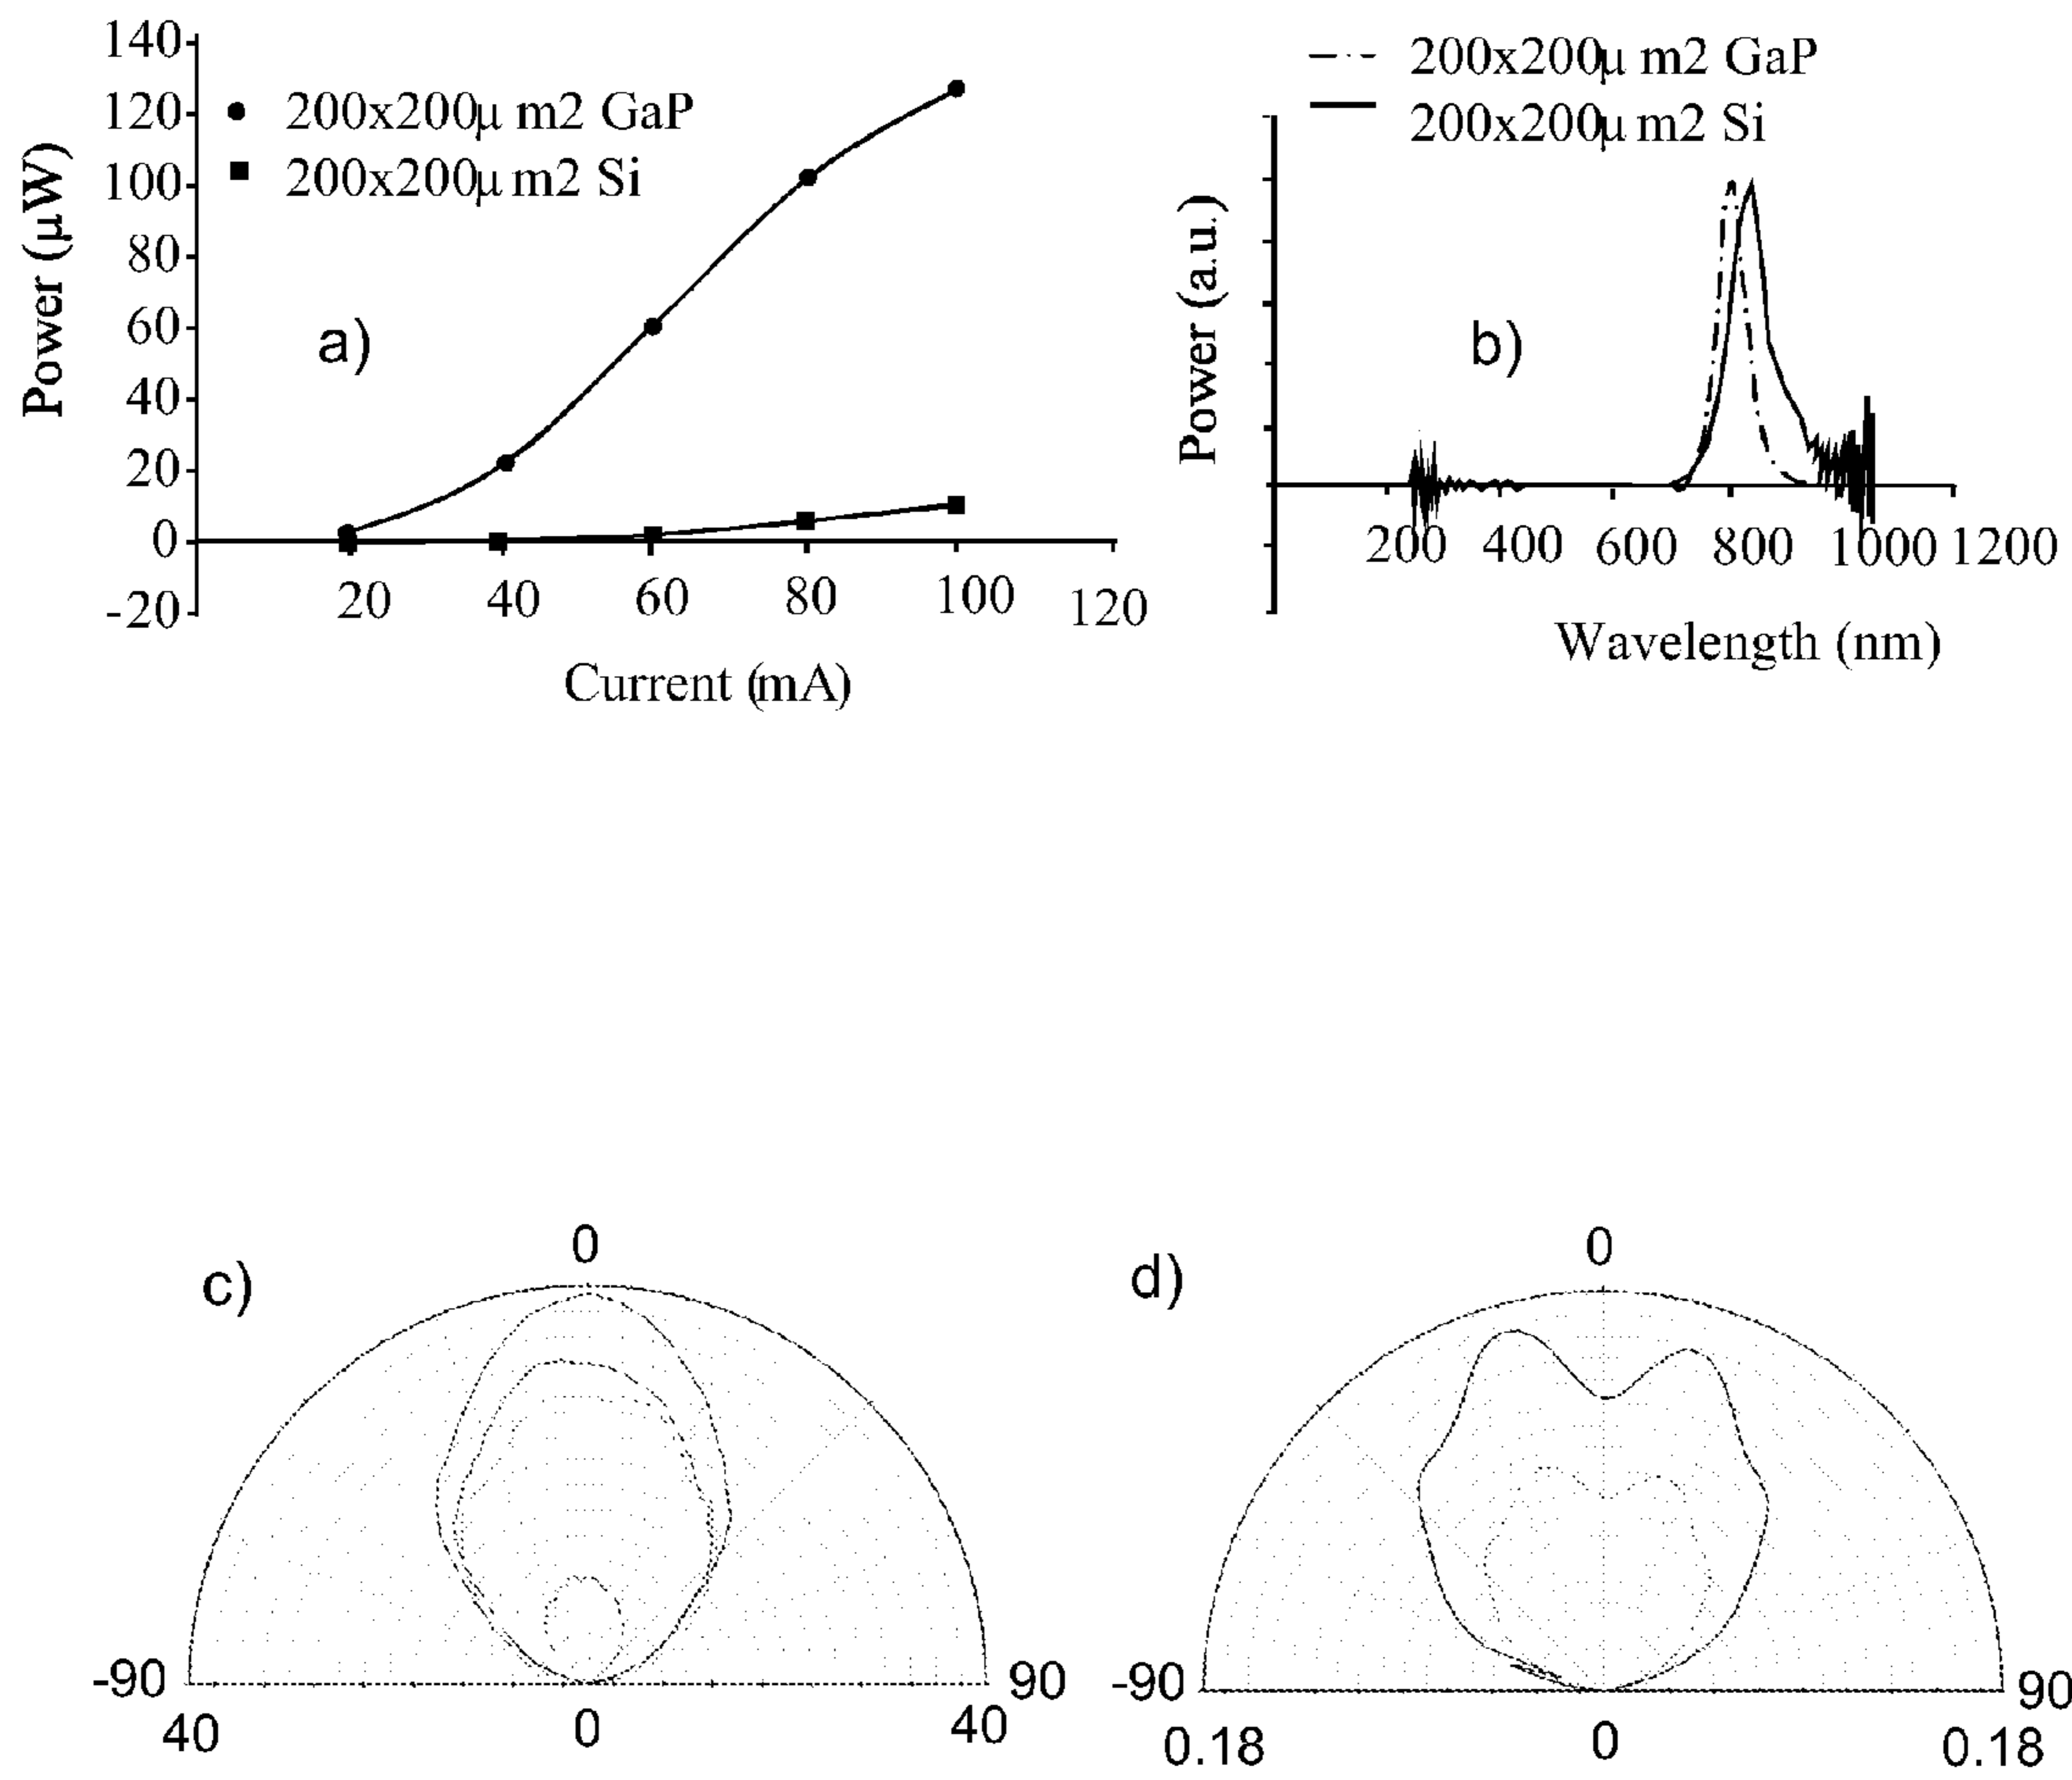 140
120
100
80
60
40
20
0
-20
Power (μW)
200x200μ m2 GaP
200x200μ m2 Si
a)
20 40 60 80 100 120
Current (mA)
200x200μ m2 GaP
200x200μ m2 Si
Power (a.u.)
b)
200 400 600 800 1000 1200
Wavelength (nm)
c)
0
-90 90
40 0 40
d)
0
-90 90
0.18 0 0.18